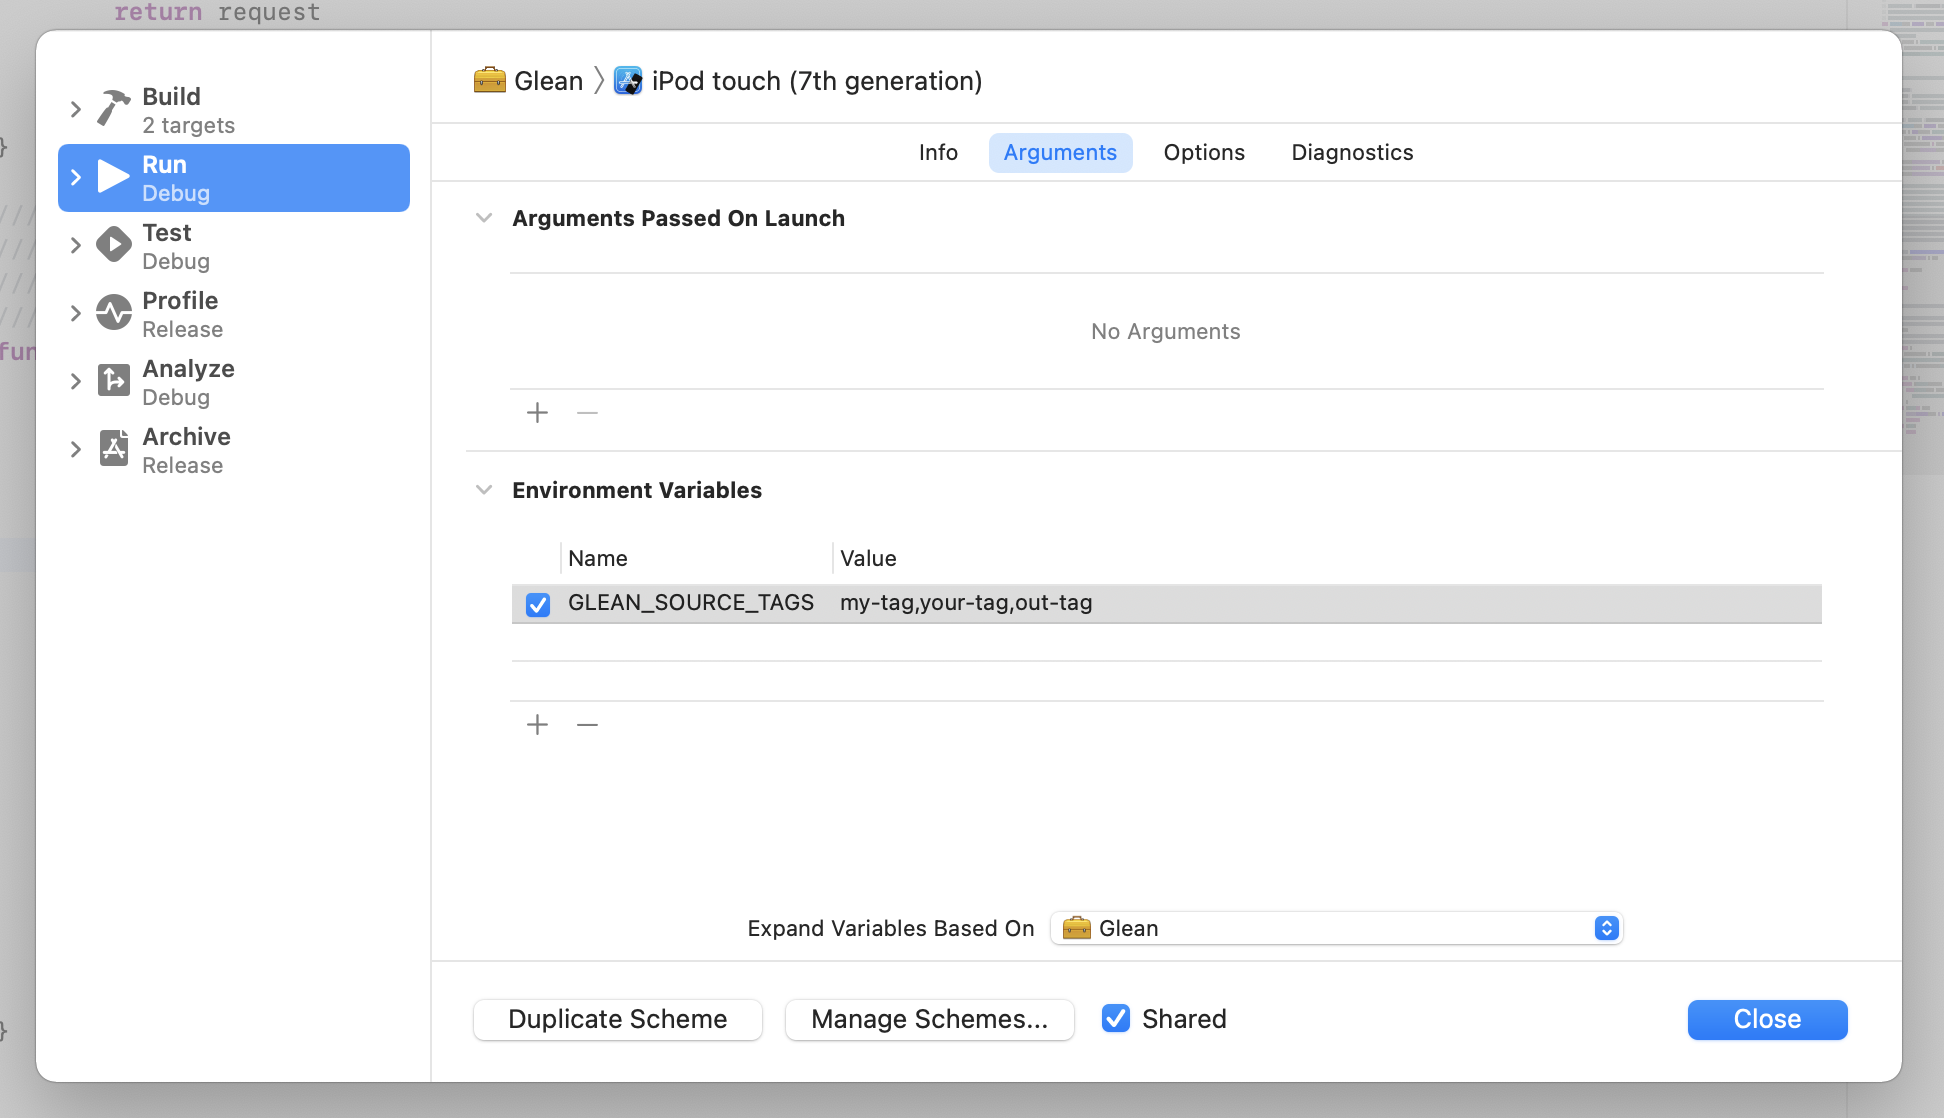 return request
}
///
///
///
///
fun
}
Build
2 targets
Run
Debug
Test
Debug
Profile
Release
Analyze
Debug
Archive
Release
Glean 〉 iPod touch (7th generation)
Info Arguments Options Diagnostics
Arguments Passed On Launch
No Arguments
Environment Variables
Name Value
GLEAN_SOURCE_TAGS my-tag,your-tag,out-tag
Expand Variables Based On Glean
Duplicate Scheme Manage Schemes... Shared Close